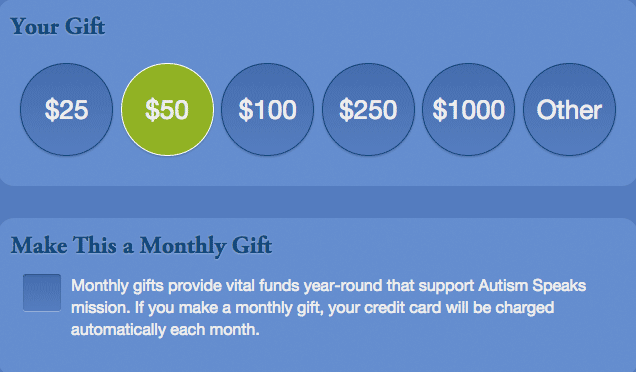 Your Gift
$25 $50 $100 $250 $1000 Other
Make This a Monthly Gift
Monthly gifts provide vital funds year-round that support Autism Speaks
mission. If you make a monthly gift, your credit card will be charged
automatically each month.